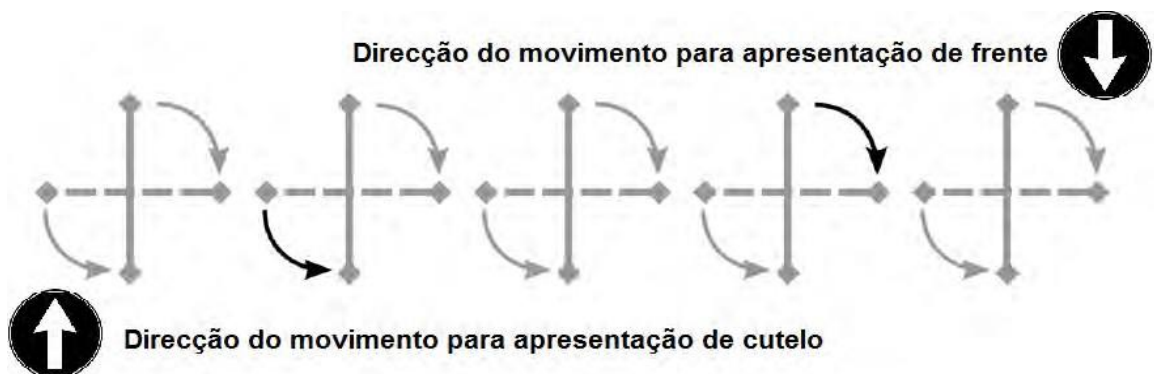 Direcção do movimento para apresentação de frente
Direcção do movimento para apresentação de cutelo